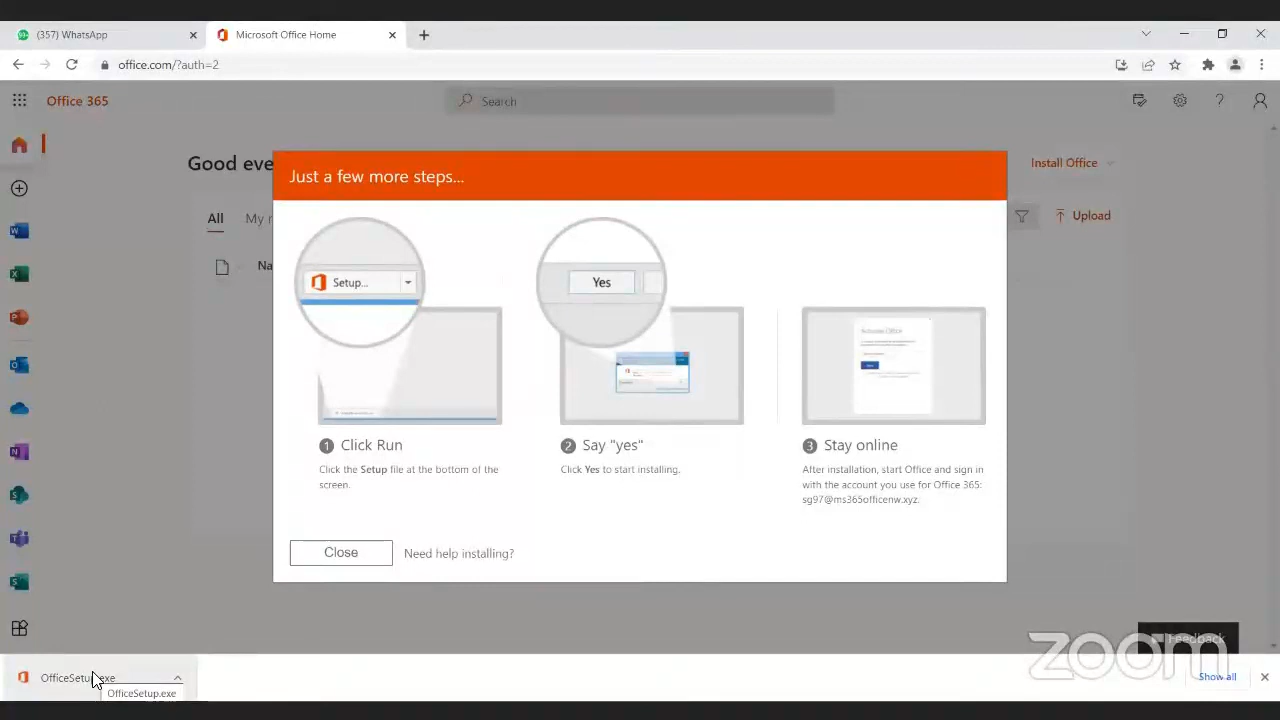 (357) WhatsApp
Microsoft Office Home
office.com/?auth=2
Office 365
Search
Good eve
Install Office
All
My r
Upload
Na
Just a few more steps...
Setup...
Yes
1 Click Run
Click the Setup file at the bottom of the
screen.
2 Say "yes"
Click Yes to start installing.
3 Stay online
After installation, start Office and sign in
with the account you use for Office 365:
sg97@ms365officenw.xyz.
Close
Need help installing?
Feedback
zoom
OfficeSetup.exe
OfficeSetup.exe
Show all